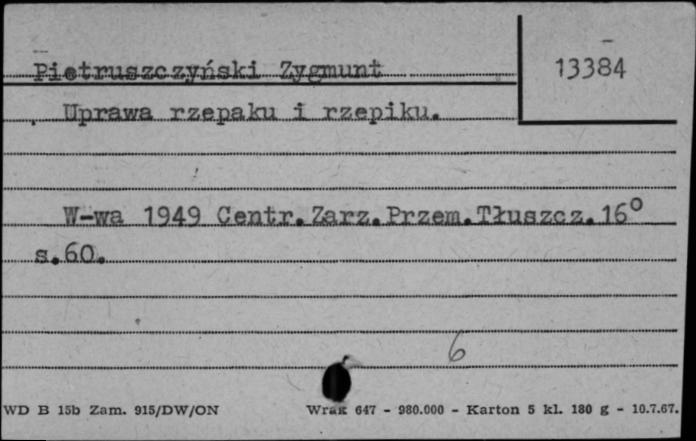 Pietruszczyński Zygmunt
13384
Uprawa rzepaku i rzepiku.
W-wa 1949 Centr.Zarz.Przem.Tłuszcz.16°
s.60.
6
WD B 15b Zam. 915/DW/ON Wrak 647 - 980.000 - Karton 5 kl. 180 g - 10.7.67.